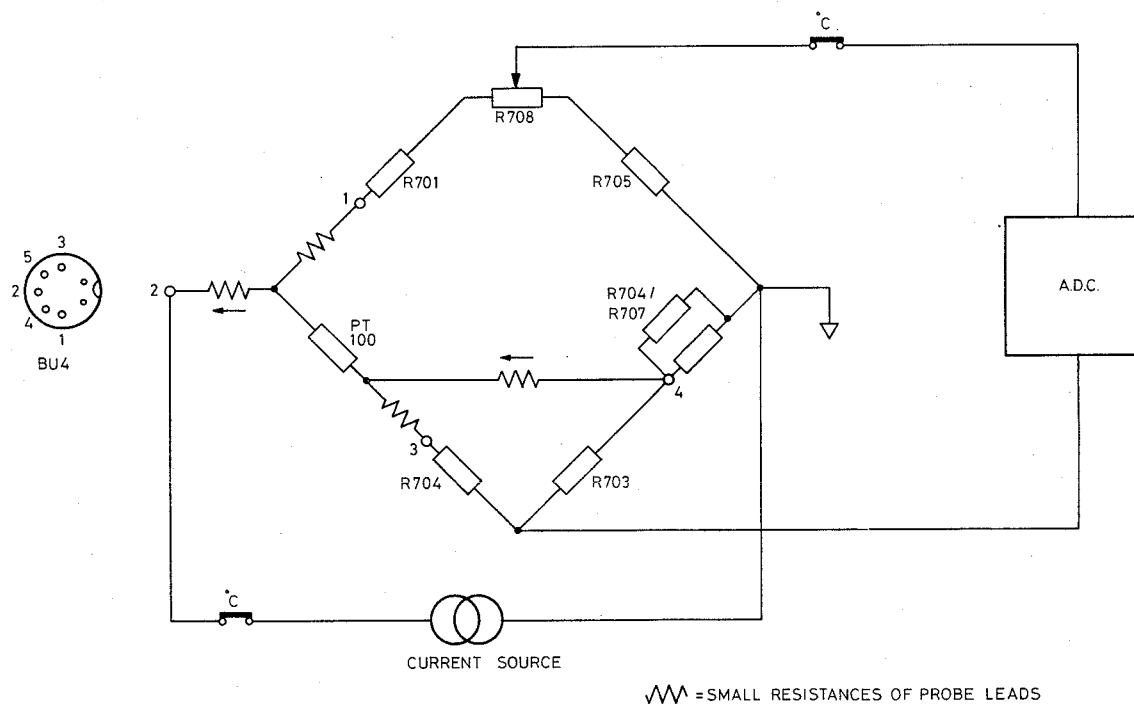 °C
R708
R701
R705
1
3
5
2
4
1
BU4
2
PT
100
R704/
R707
A.D.C.
4
3
R704
R703
°C
CURRENT SOURCE
=SMALL RESISTANCES OF PROBE LEADS